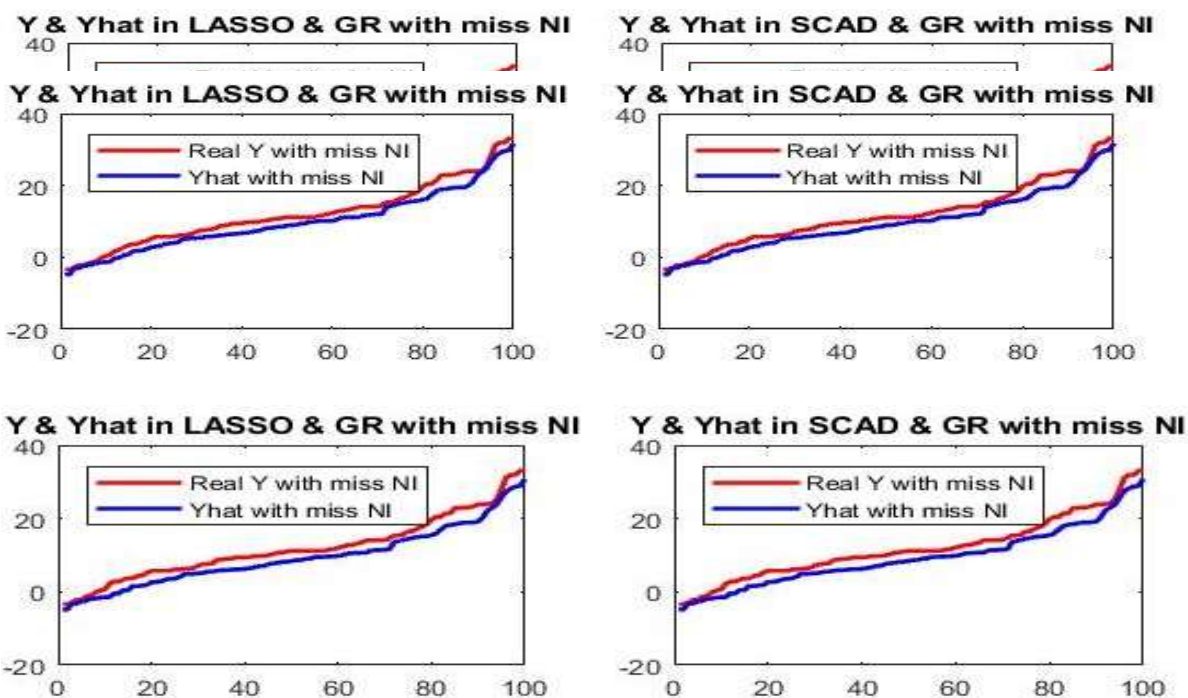 Y & Yhat in LASSO & GR with miss NI
40
Y & Yhat in SCAD & GR with miss NI
40
Y & Yhat in LASSO & GR with miss NI
40
20
0
-20
0 20 40 60 80 100
Real Y with miss NI
Yhat with miss NI
Y & Yhat in SCAD & GR with miss NI
40
20
0
-20
0 20 40 60 80 100
Real Y with miss NI
Yhat with miss NI
Y & Yhat in LASSO & GR with miss NI
40
20
0
-20
0 20 40 60 80 100
Real Y with miss NI
Yhat with miss NI
Y & Yhat in SCAD & GR with miss NI
40
20
0
-20
0 20 40 60 80 100
Real Y with miss NI
Yhat with miss NI